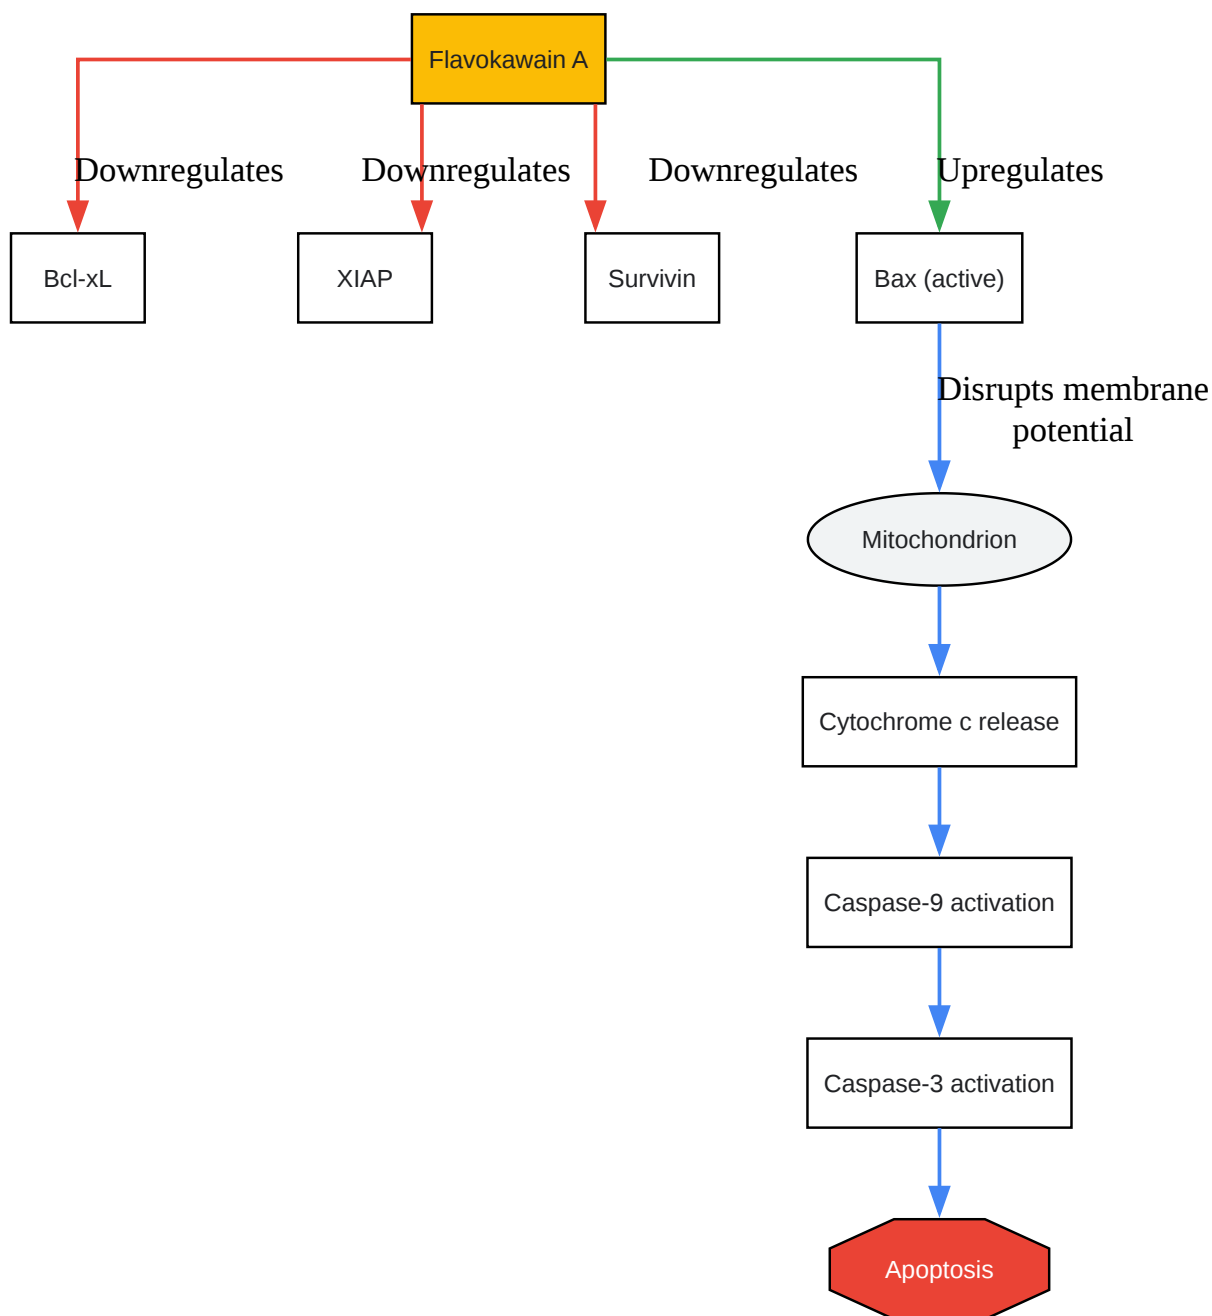 Flavokawain A
Downregulates
Downregulates
Downregulates
Upregulates
Bcl-xL
XIAP
Survivin
Bax (active)
Disrupts membrane
potential
Mitochondrion
Cytochrome c release
Caspase-9 activation
Caspase-3 activation
Apoptosis